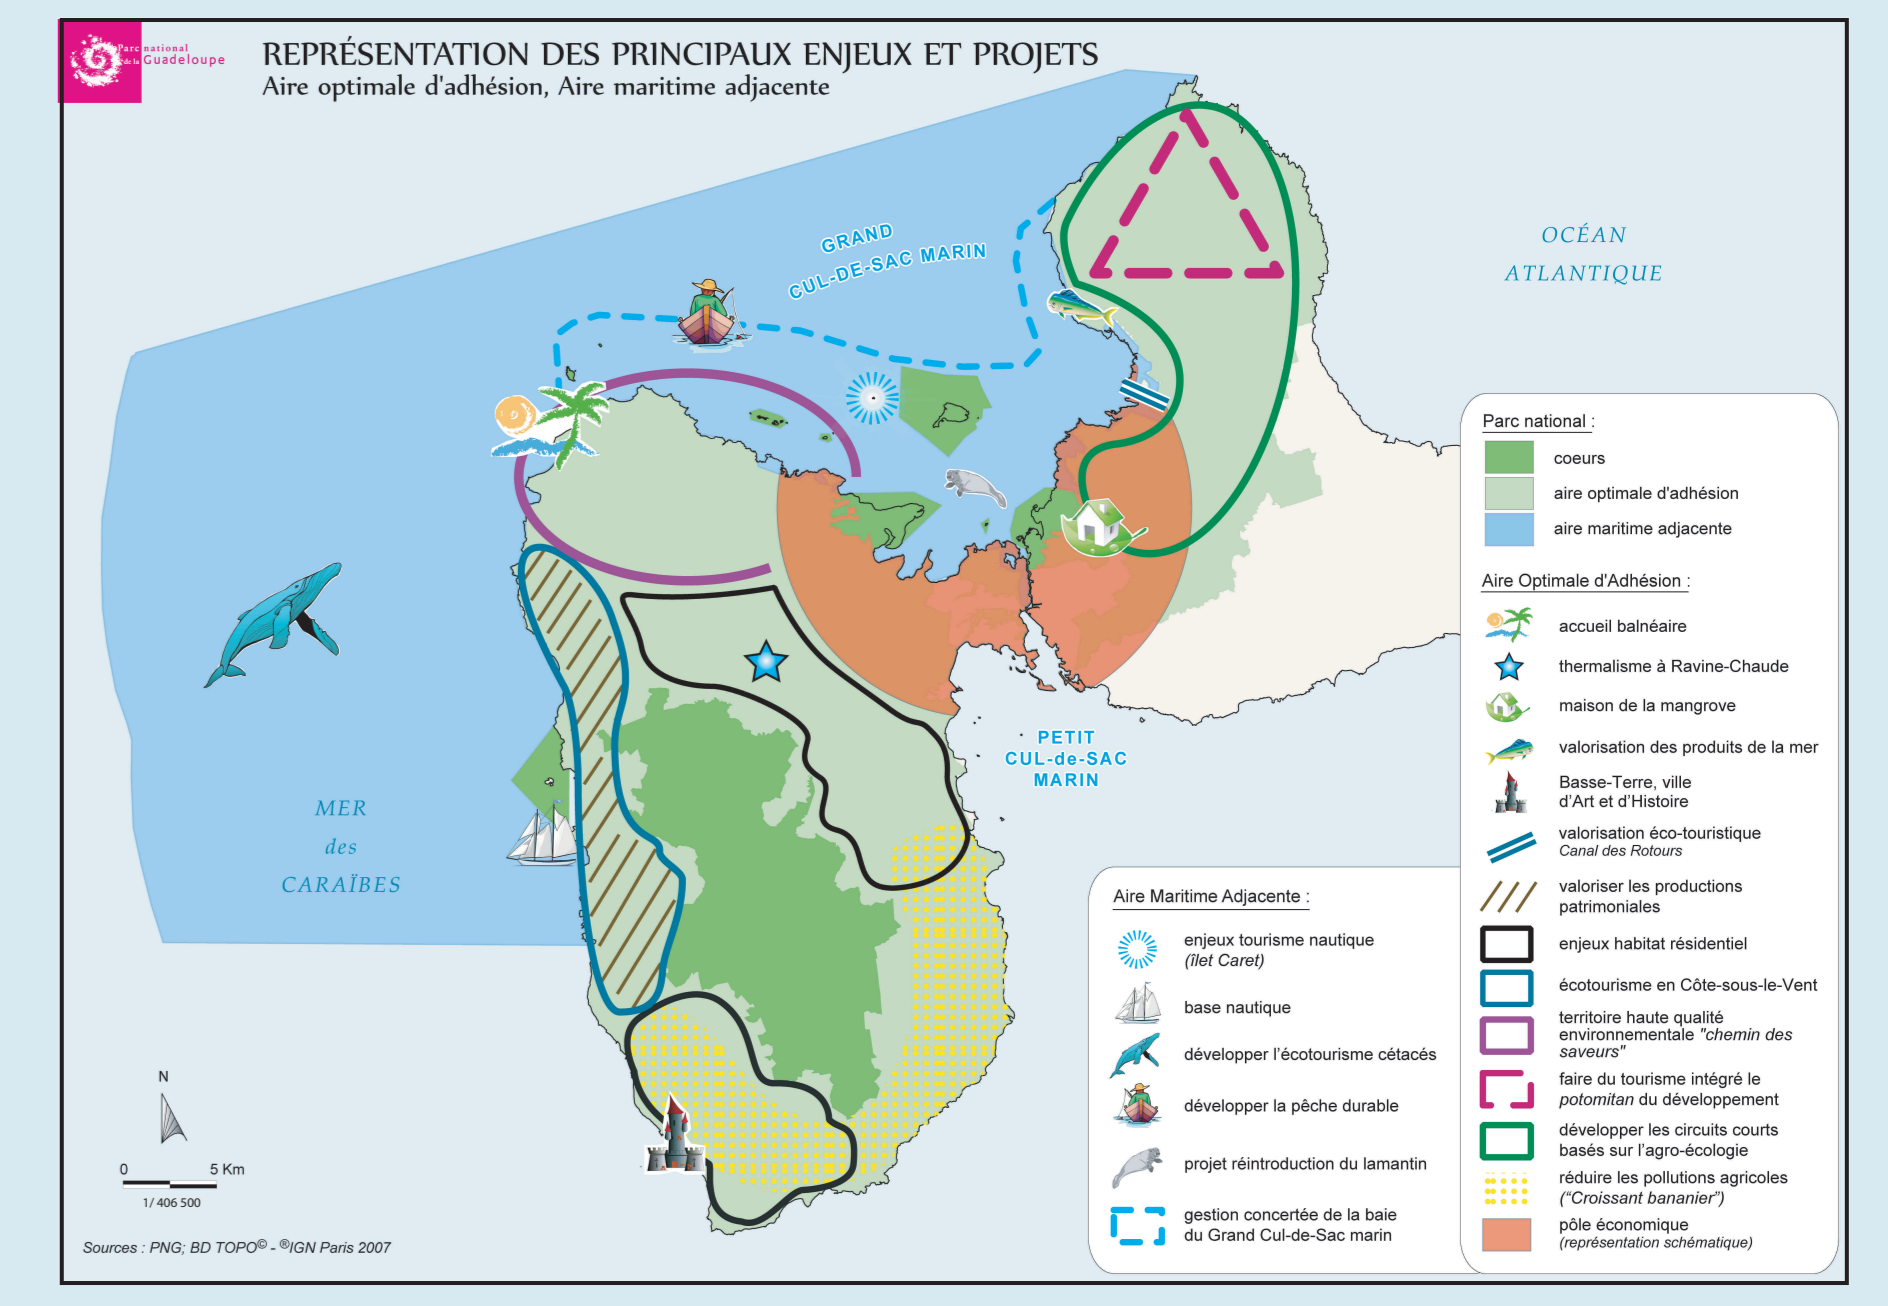 Parc national
de la Guadeloupe
REPRÉSENTATION DES PRINCIPAUX ENJEUX ET PROJETS
Aire optimale d'adhésion, Aire maritime adjacente
GRAND
CUL-DE-SAC MARIN
OCÉAN
ATLANTIQUE
MER
des
CARAÏBES
PETIT
CUL-de-SAC
MARIN
N
0 5 Km
1/ 406 500
Sources : PNG; BD TOPO© - ®IGN Paris 2007
Aire Maritime Adjacente :
enjeux tourisme nautique
(îlet Caret)
base nautique
développer l'écotourisme cétacés
développer la pêche durable
projet réintroduction du lamantin
gestion concertée de la baie
du Grand Cul-de-Sac marin
Parc national :
coeurs
aire optimale d'adhésion
aire maritime adjacente
Aire Optimale d'Adhésion :
accueil balnéaire
thermalisme à Ravine-Chaude
maison de la mangrove
valorisation des produits de la mer
Basse-Terre, ville
d'Art et d'Histoire
valorisation éco-touristique
Canal des Rotours
valoriser les productions
patrimoniales
enjeux habitat résidentiel
écotourisme en Côte-sous-le-Vent
territoire haute qualité
environnementale "chemin des
saveurs"
faire du tourisme intégré le
potomitan du développement
développer les circuits courts
basés sur l'agro-écologie
réduire les pollutions agricoles
("Croissant bananier")
pôle économique
(représentation schématique)